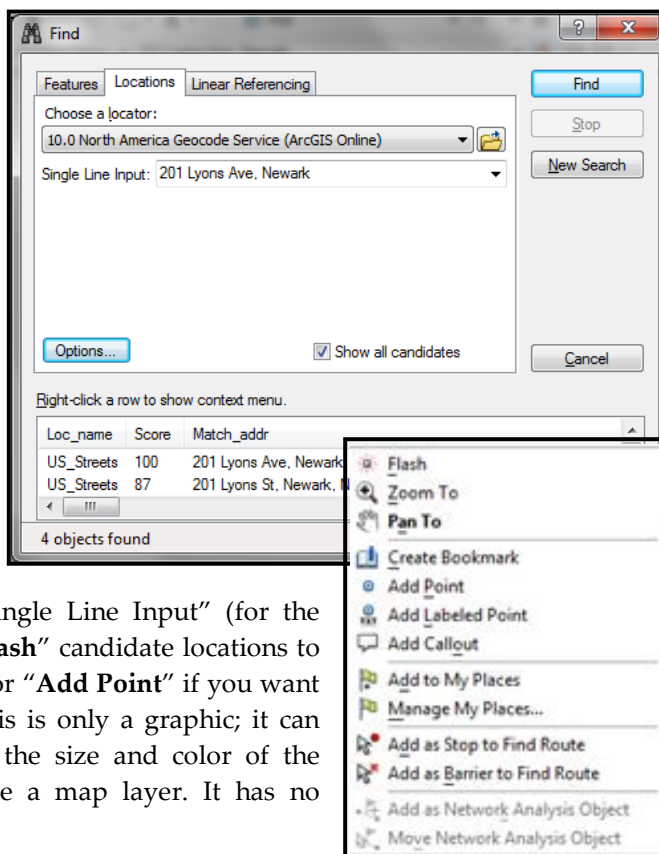 Find
Features Locations Linear Referencing
Find
Choose a locator:
Stop
10.0 North America Geocode Service (ArcGIS Online)
Single Line Input: 201 Lyons Ave, Newark
New Search
Options...
Show all candidates
Cancel
Right-click a row to show context menu.
Loc_name Score Match_addr
US_Streets 100 201 Lyons Ave, Newark
US_Streets 87 201 Lyons St, Newark,
4 objects found
Flash
Zoom To
Pan To
Create Bookmark
Add Point
Add Labeled Point
Add Callout
Add to My Places
Manage My Places...
Add as Stop to Find Route
Add as Barrier to Find Route
Add as Network Analysis Object
Move Network Analysis Object
ngle Line Input” (for the
ash” candidate locations to
or “Add Point” if you want
is is only a graphic; it can
the size and color of the
e a map layer. It has no